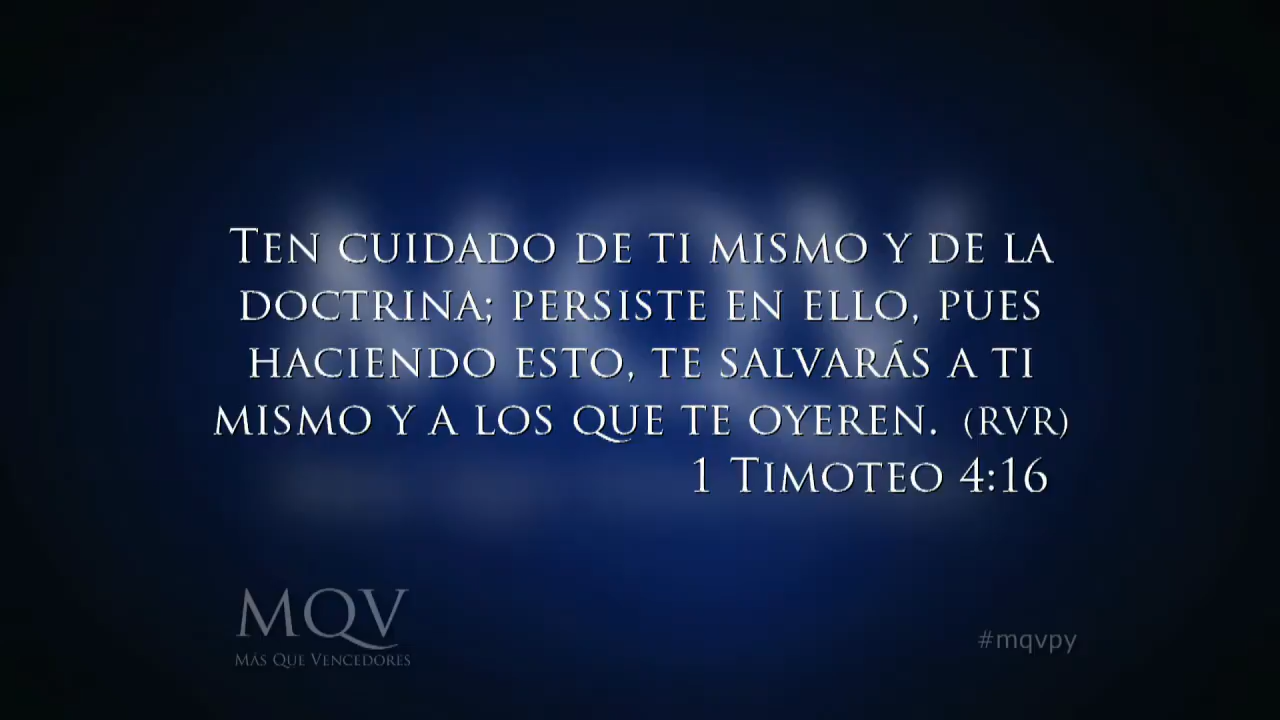 Ten cuidado de ti mismo y de la
doctrina; persiste en ello, pues
haciendo esto, te salvarás a ti
mismo y a los que te oyeren. (RVR)
1 Timoteo 4:16
MQV
Más Que Vencedores
#mqvpy